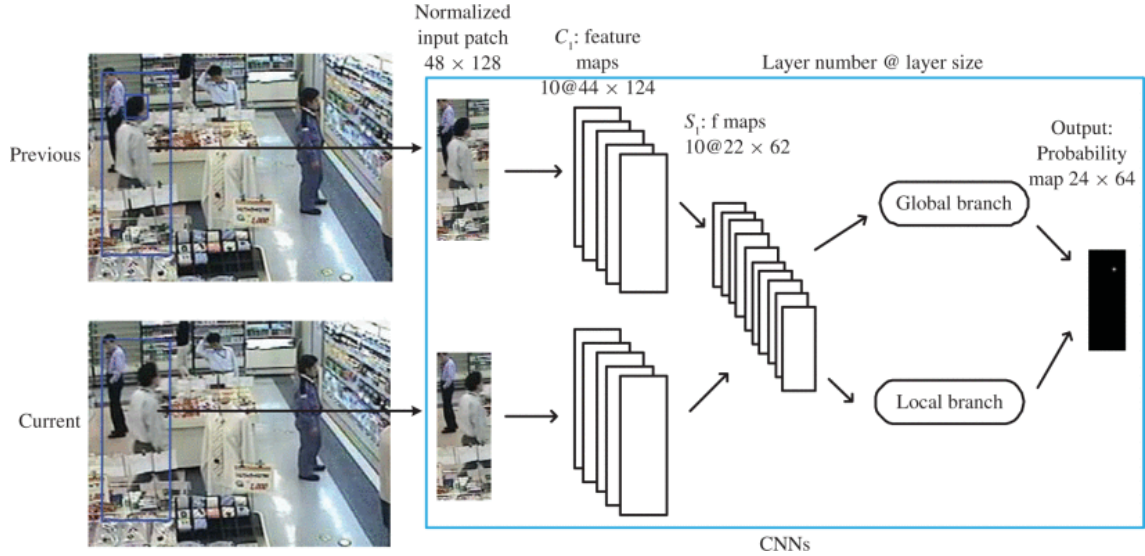 Normalized
input patch
48 × 128
C₁: feature
maps
10@44 × 124
Layer number @ layer size
S₁: f maps
10@22 × 62
Output:
Probability
map 24 × 64
Previous
Global branch
Current
Local branch
CNNs